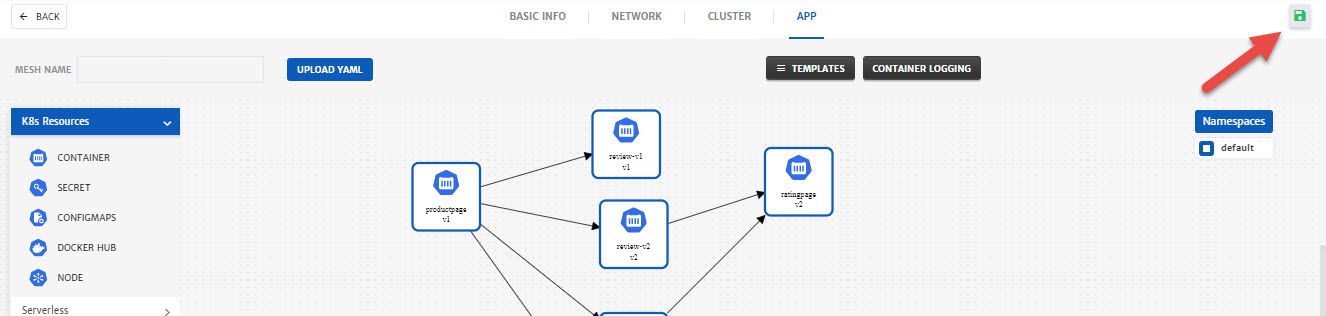 BACK
BASIC INFO
NETWORK
CLUSTER
APP
MESH NAME
UPLOAD YAML
TEMPLATES
CONTAINER LOGGING
K8s Resources
CONTAINER
SECRET
CONFIGMAPS
DOCKER HUB
NODE
Serverless
productpage
v1
review-v1
v1
review-v2
v2
ratingpage
v2
Namespaces
default